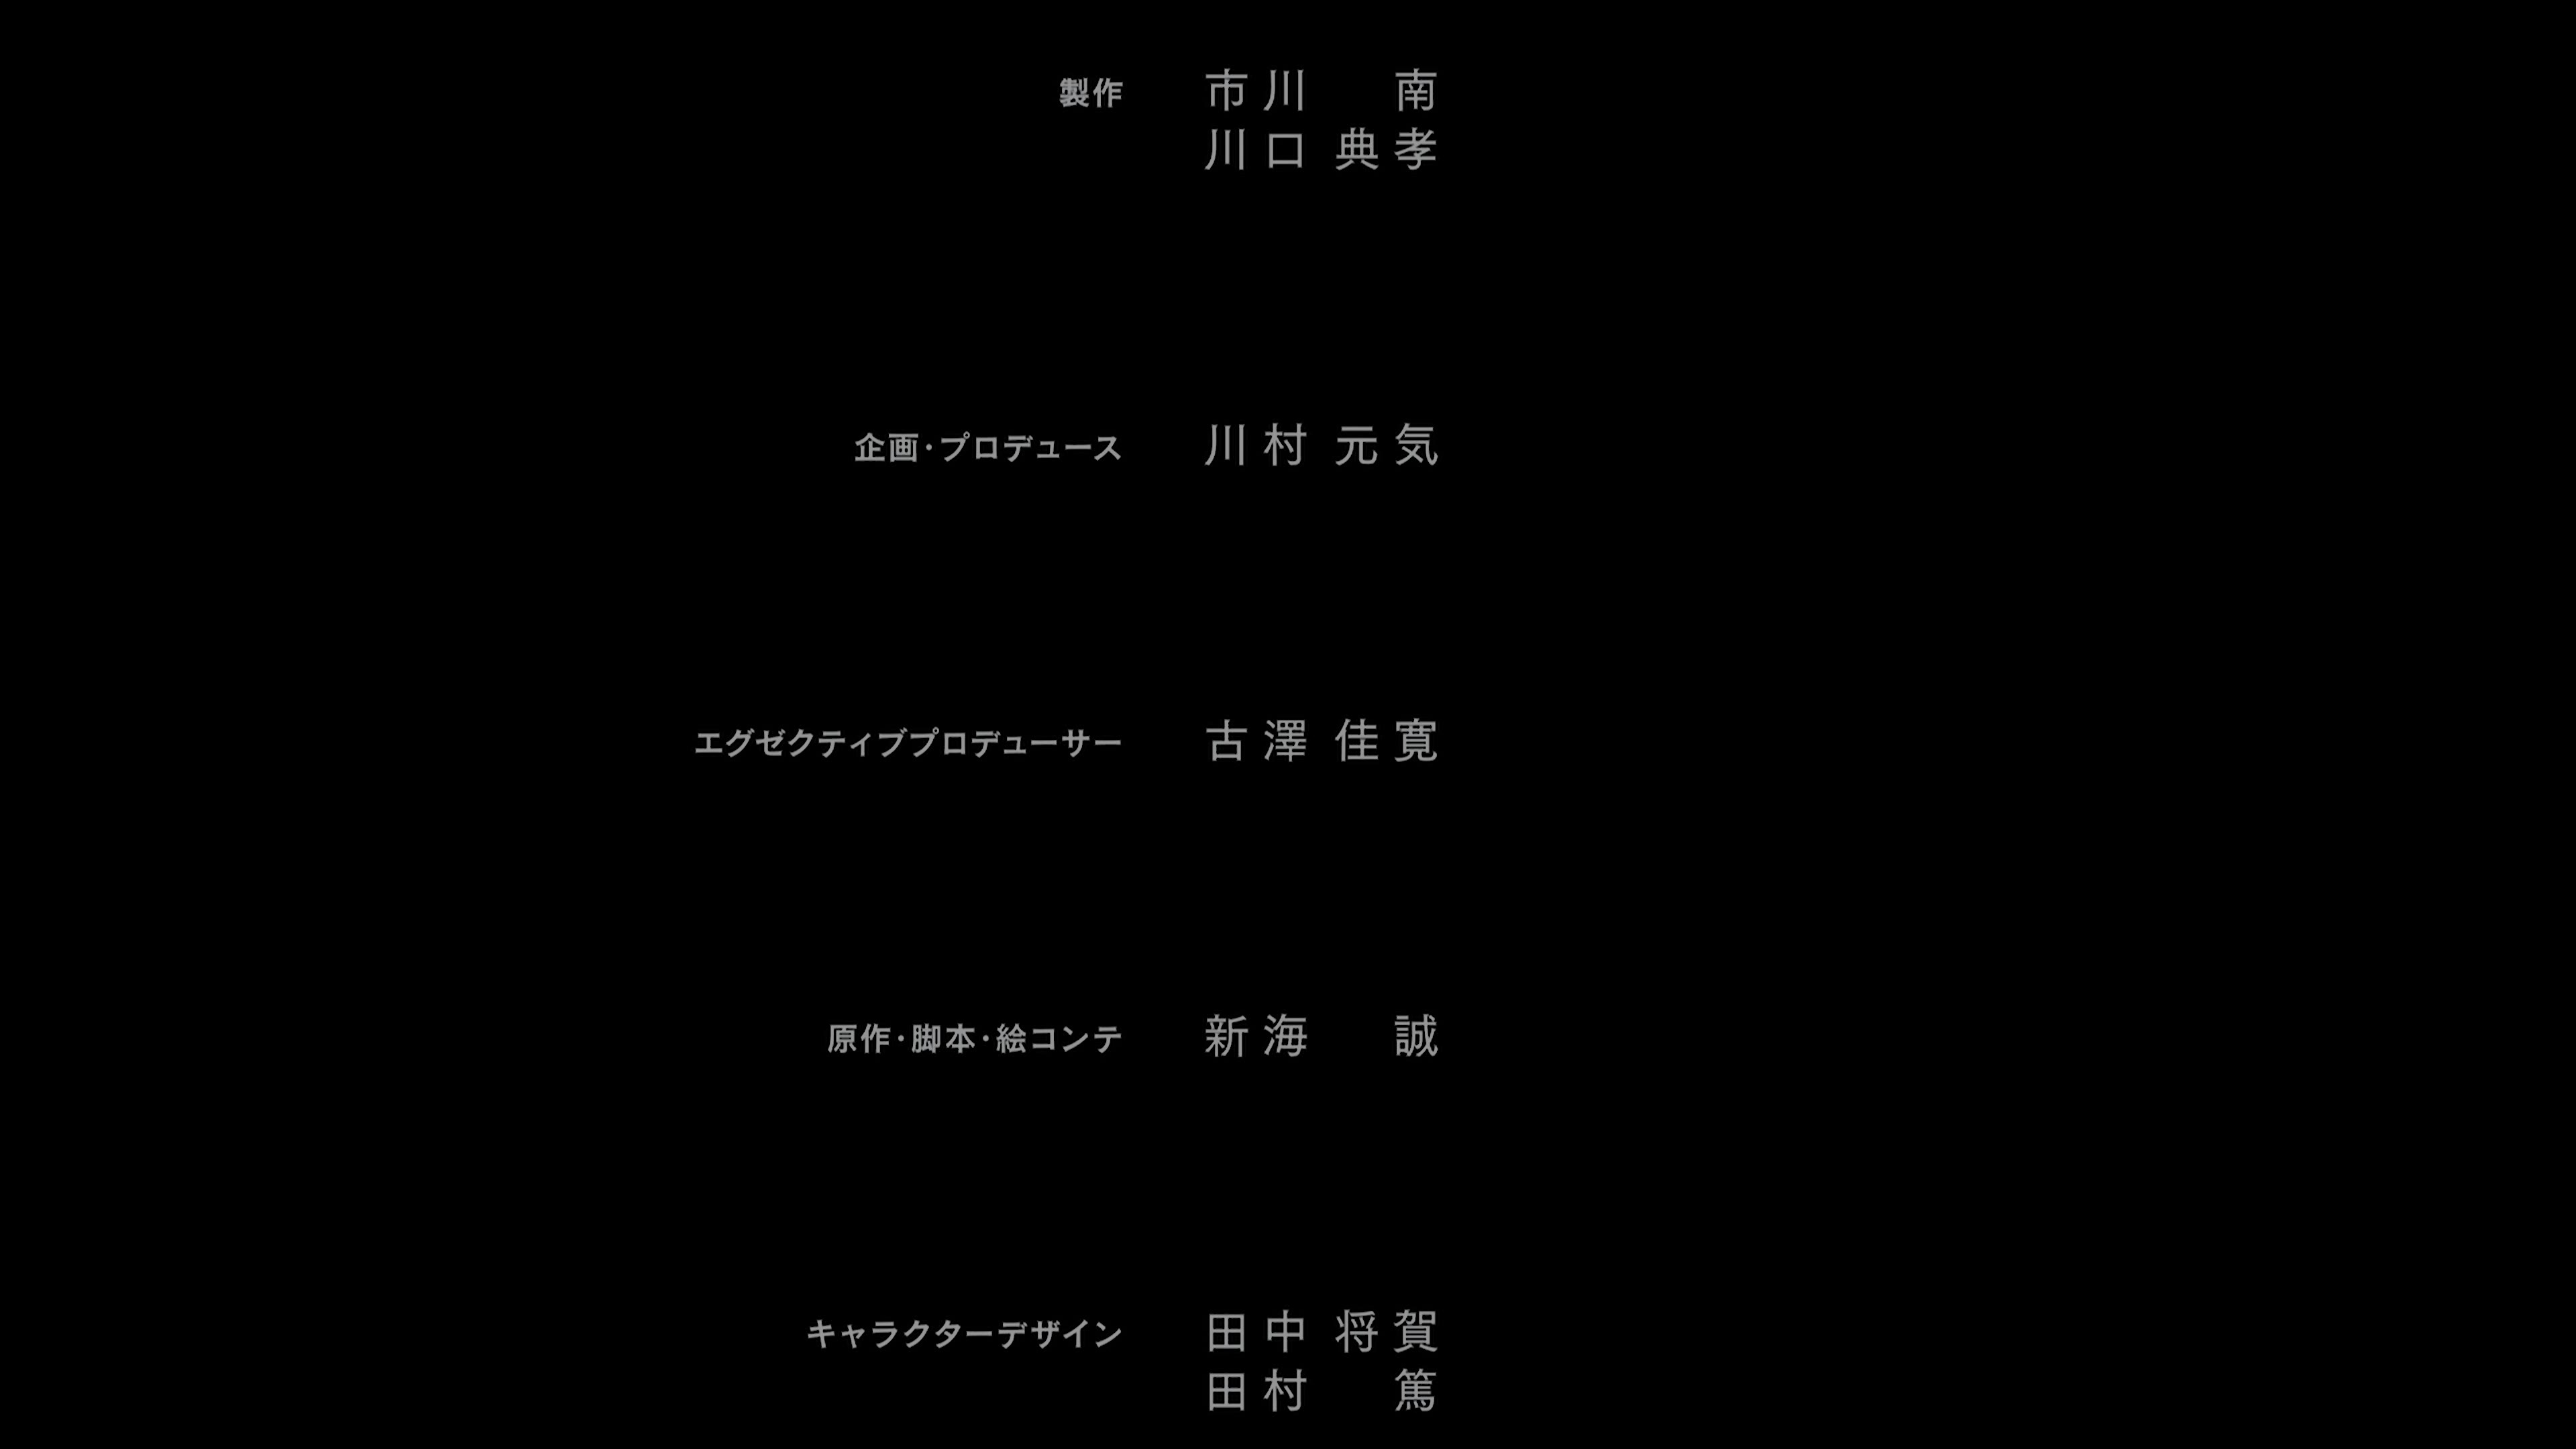 製作 市川 南
川口 典孝
企画・プロデュース 川村 元気
エグゼクティブプロデューサー 古澤 佳寛
原作・脚本・絵コンテ 新海 誠
キャラクターデザイン 田中 将賀
田村 篤